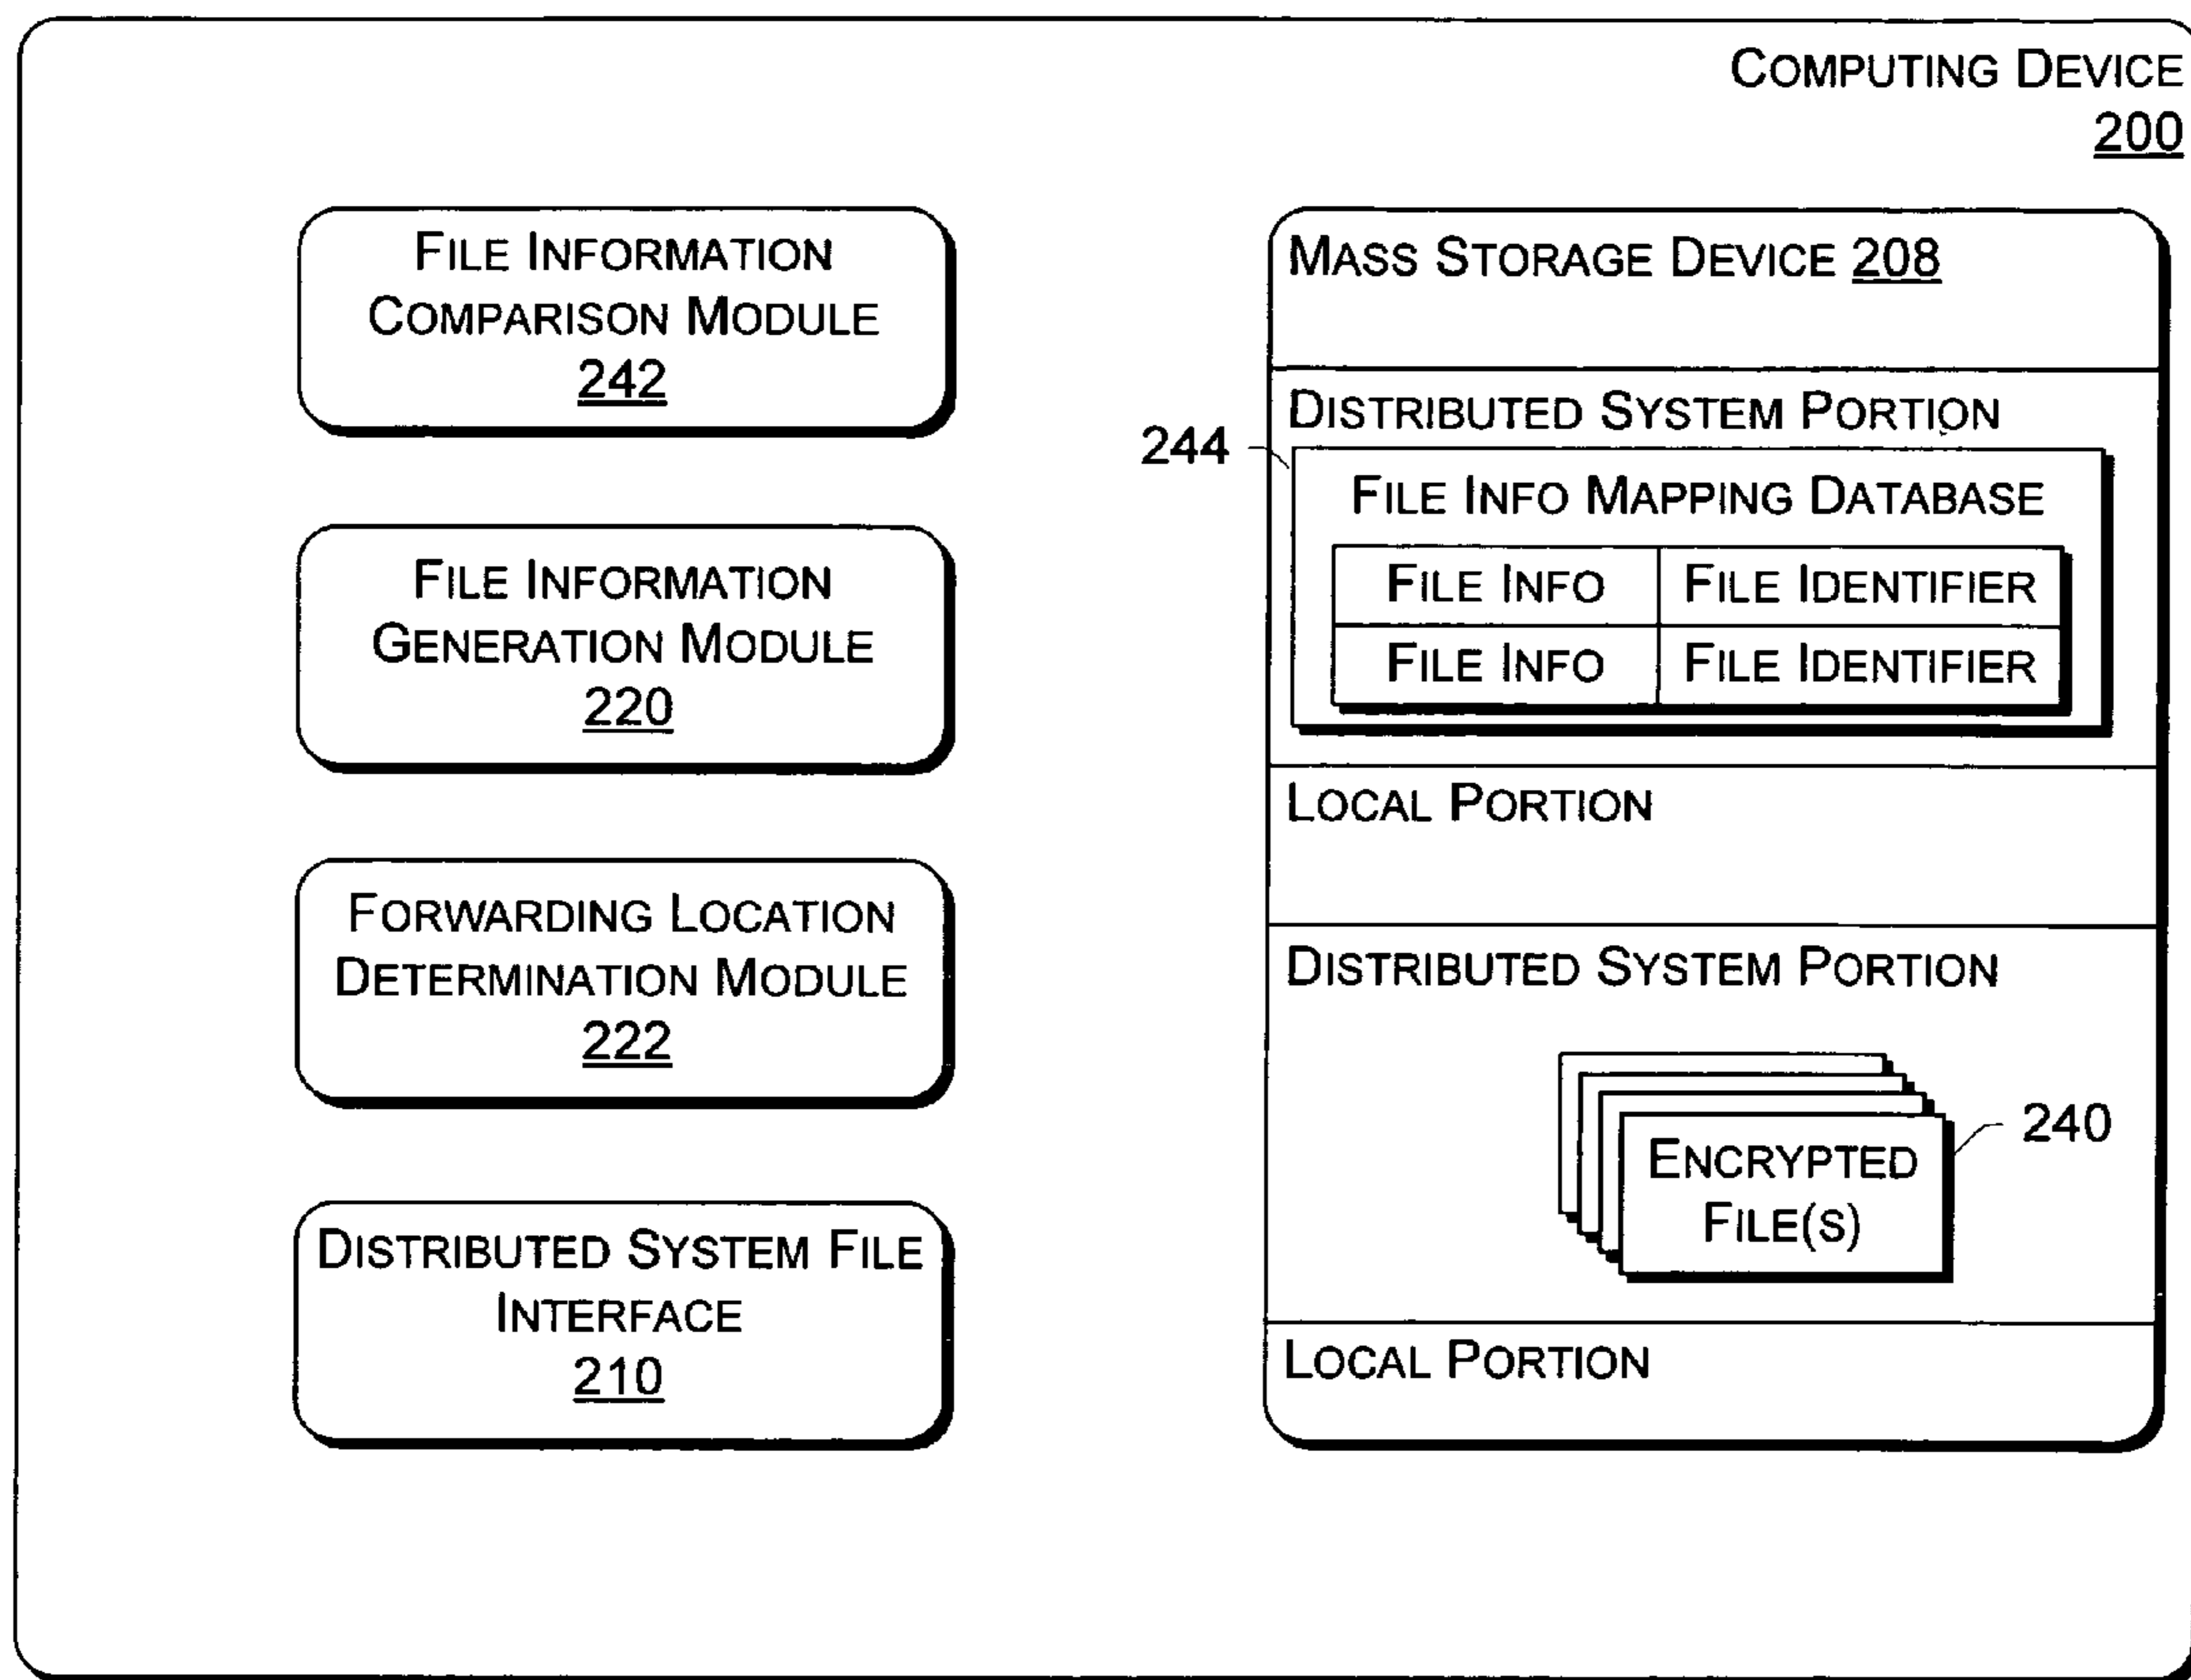 COMPUTING DEVICE
200
FILE INFORMATION
COMPARISON MODULE
242
FILE INFORMATION
GENERATION MODULE
220
FORWARDING LOCATION
DETERMINATION MODULE
222
DISTRIBUTED SYSTEM FILE
INTERFACE
210
MASS STORAGE DEVICE 208
DISTRIBUTED SYSTEM PORTION
244
FILE INFO MAPPING DATABASE
FILE INFO FILE IDENTIFIER
FILE INFO FILE IDENTIFIER
LOCAL PORTION
DISTRIBUTED SYSTEM PORTION
ENCRYPTED
FILE(S)
240
LOCAL PORTION